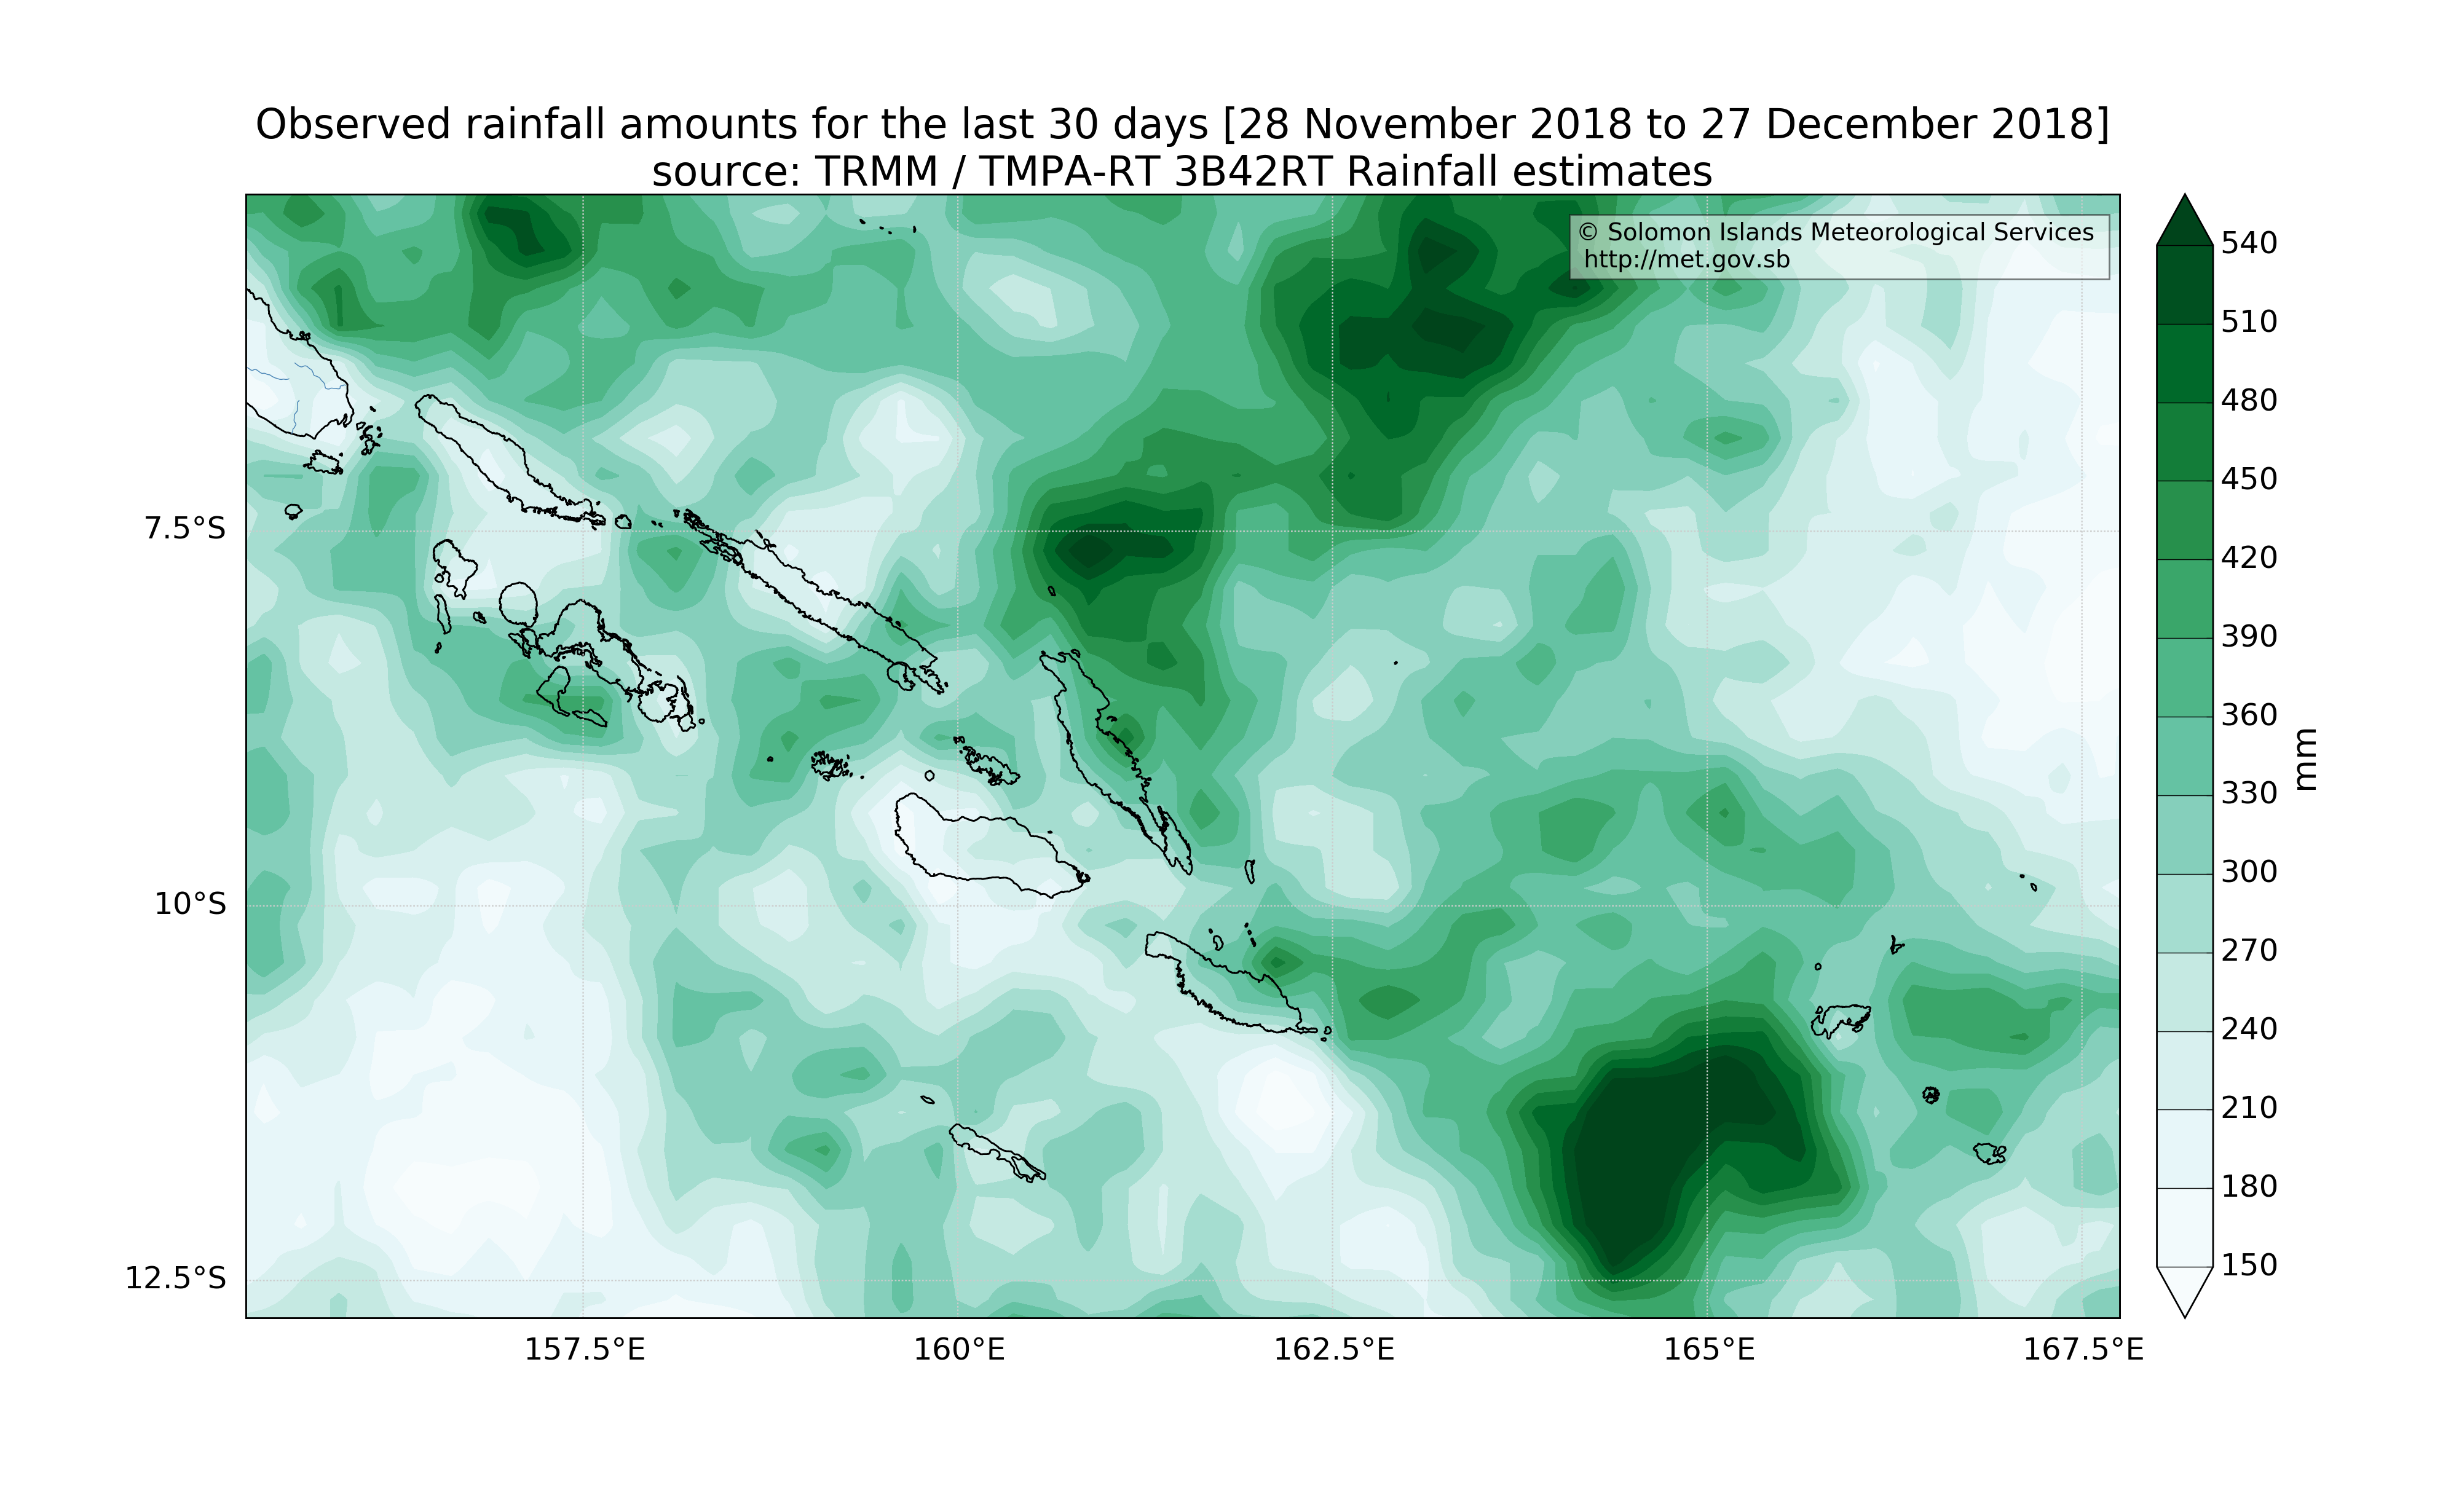 Observed rainfall amounts for the last 30 days [28 November 2018 to 27 December 2018]
source: TRMM / TMPA-RT 3B42RT Rainfall estimates
© Solomon Islands Meteorological Services
http://met.gov.sb
7.5°S
10°S
12.5°S
157.5°E
160°E
162.5°E
165°E
167.5°E
540
510
480
450
420
390
360
330
300
270
240
210
180
150
mm